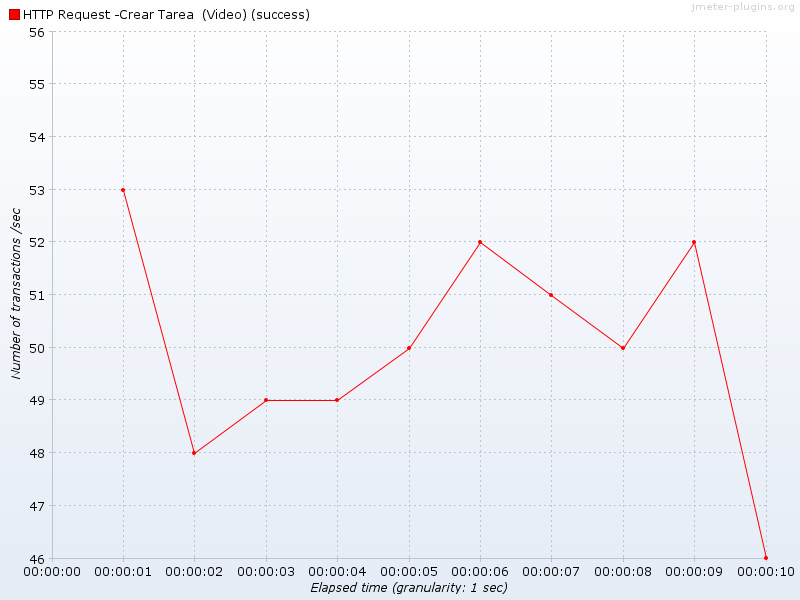 jmeter-plugins.org
HTTP Request -Crear Tarea  (Video) (success)
56
55
54
53
52
51
50
49
48
47
46
Number of transactions /sec
00:00:00 00:00:01 00:00:02 00:00:03 00:00:04 00:00:05 00:00:06 00:00:07 00:00:08 00:00:09 00:00:10
Elapsed time (granularity: 1 sec)